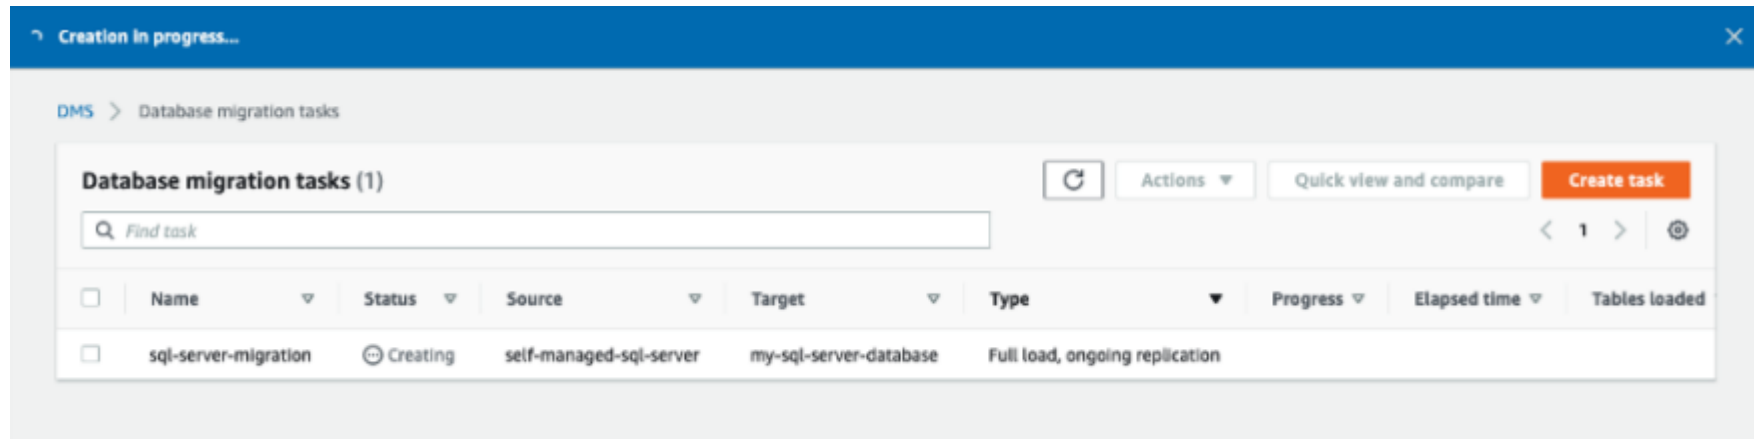 Creation in progress...
DMS > Database migration tasks
Database migration tasks (1)
Actions
Quick view and compare
Create task
Find task
1
Name Status Source Target Type Progress Elapsed time Tables loaded
sql-server-migration Creating self-managed-sql-server my-sql-server-database Full load, ongoing replication